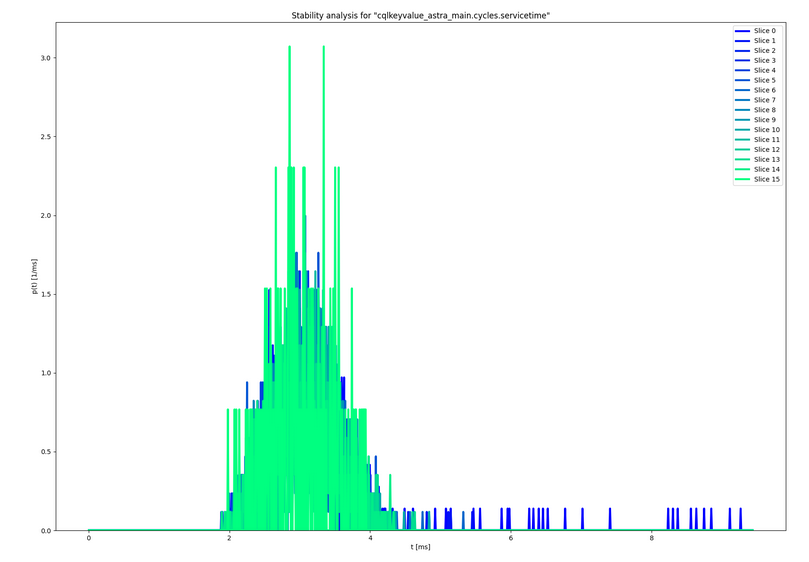 Stability analysis for "cqlkeyvalue_astra_main.cycles.servicetime"
Slice 0
Slice 1
Slice 2
Slice 3
Slice 4
Slice 5
Slice 6
Slice 7
Slice 8
Slice 9
Slice 10
Slice 11
Slice 12
Slice 13
Slice 14
Slice 15
3.0
2.5
2.0
1.5
1.0
0.5
0.0
p(t) [1/ms]
0 2 4 6 8
t [ms]